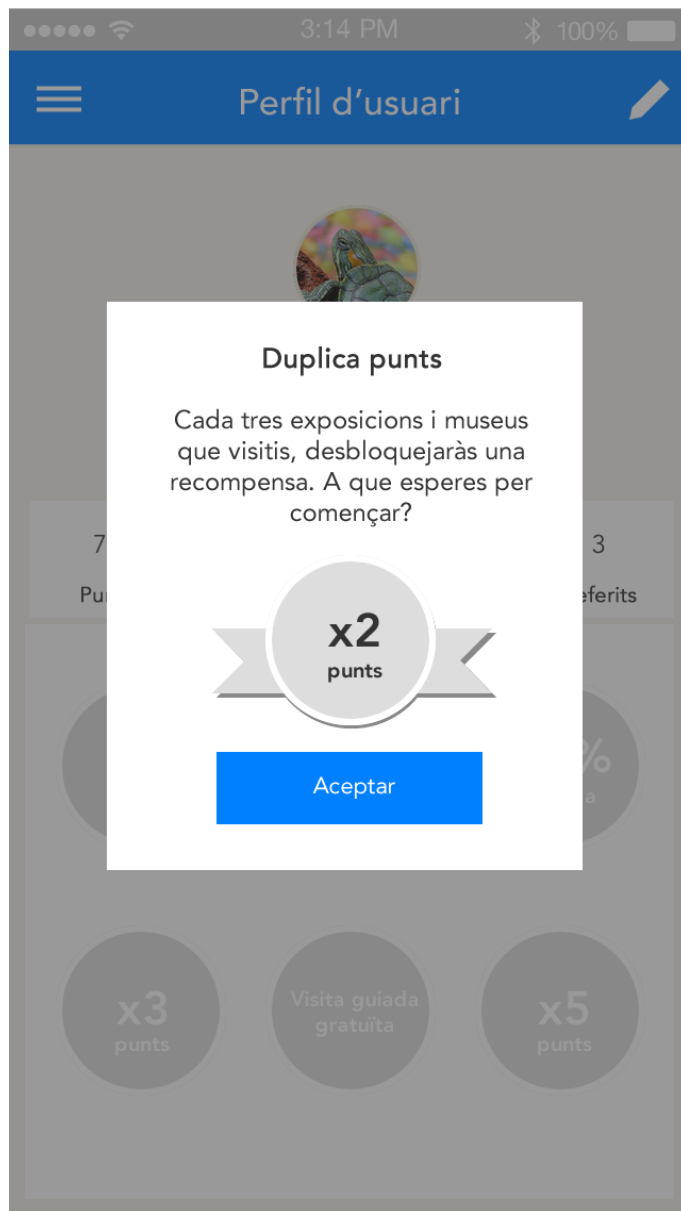 3:14 PM 100%
Perfil d’usuari
Duplica punts
Cada tres exposicions i museus
que visitis, desbloquejaràs una
recompensa. A que esperes per
començar?
7 3
x2
punts
%
Aceptar
x3
punts
Visita guiada
gratuïta
x5
punts